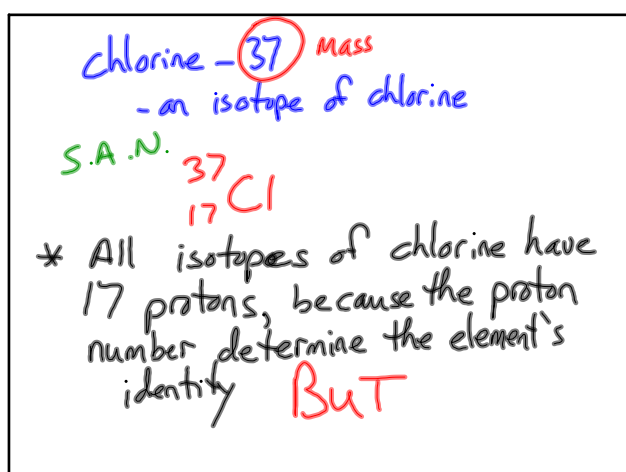 chlorine - 37 Mass
- an isotope of chlorine
S.A.N.
37
17 Cl
* All isotopes of chlorine have
17 protons, because the proton
number determine the element's
identity BUT